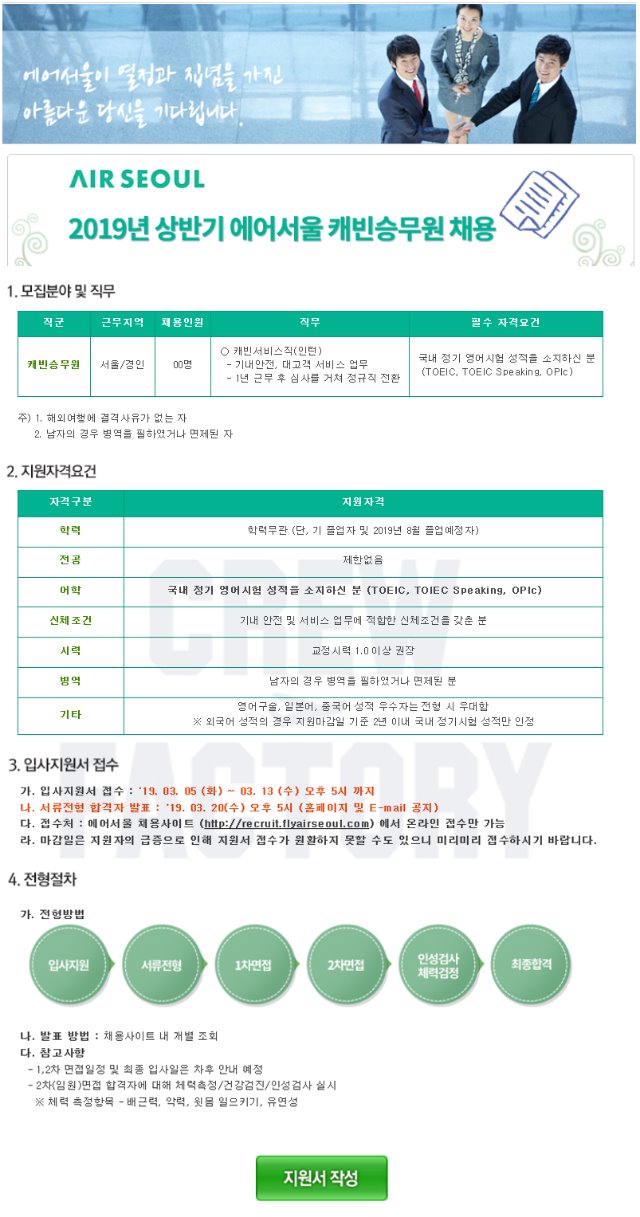 에어서울이 열정과 집념을 가진
아름다운 당신을 기다립니다.
AIR SEOUL
2019년 상반기 에어서울 캐빈승무원 채용
1. 모집분야 및 직무
직군 근무지역 채용인원 직무 필수 자격요건
캐빈승무원 서울/경인 00명
○ 캐빈서비스직(인턴)
- 기내안전, 대고객 서비스 업무
- 1년 근무 후 심사를 거쳐 정규직 전환
국내 정기 영어시험 성적을 소지하신 분
(TOEIC, TOEIC Speaking, OPIc)
주) 1. 해외여행에 결격사유가 없는 자
2. 남자의 경우 병역을 필하였거나 면제된 자
2. 지원자격요건
자격구분 지원자격
학력 학력무관 (단, 기 졸업자 및 2019년 8월 졸업예정자)
전공 제한없음
어학 국내 정기 영어시험 성적을 소지하신 분 (TOEIC, TOIEC Speaking, OPIc)
신체조건 기내 안전 및 서비스 업무에 적합한 신체조건을 갖춘 분
시력 교정시력 1.0 이상 권장
병역 남자의 경우 병역을 필하였거나 면제된 분
기타 영어구술, 일본어, 중국어 성적 우수자는 전형 시 우대함
※ 외국어 성적의 경우 지원마감일 기준 2년 이내 국내 정기시험 성적만 인정
CREW
FACTORY
3. 입사지원서 접수
가. 입사지원서 접수 : '19. 03. 05 (화) ~ 03. 13 (수) 오후 5시 까지
나. 서류전형 합격자 발표 : '19. 03. 20(수) 오후 5시 (홈페이지 및 E-mail 공지)
다. 접수처 : 에어서울 채용사이트 (http://recruit.flyairseoul.com) 에서 온라인 접수만 가능
라. 마감일은 지원자의 급증으로 인해 지원서 접수가 원활하지 못할 수도 있으니 미리미리 접수하시기 바랍니다.
4. 전형절차
가. 전형방법
입사지원 서류전형 1차면접 2차면접 인성검사 체력검정 최종합격
나. 발표 방법 : 채용사이트 내 개별 조회
다. 참고사항
- 1,2차 면접일정 및 최종 입사일은 차후 안내 예정
- 2차(임원)면접 합격자에 대해 체력측정/건강검진/인성검사 실시
※ 체력 측정항목 - 배근력, 악력, 윗몸 일으키기, 유연성
지원서 작성